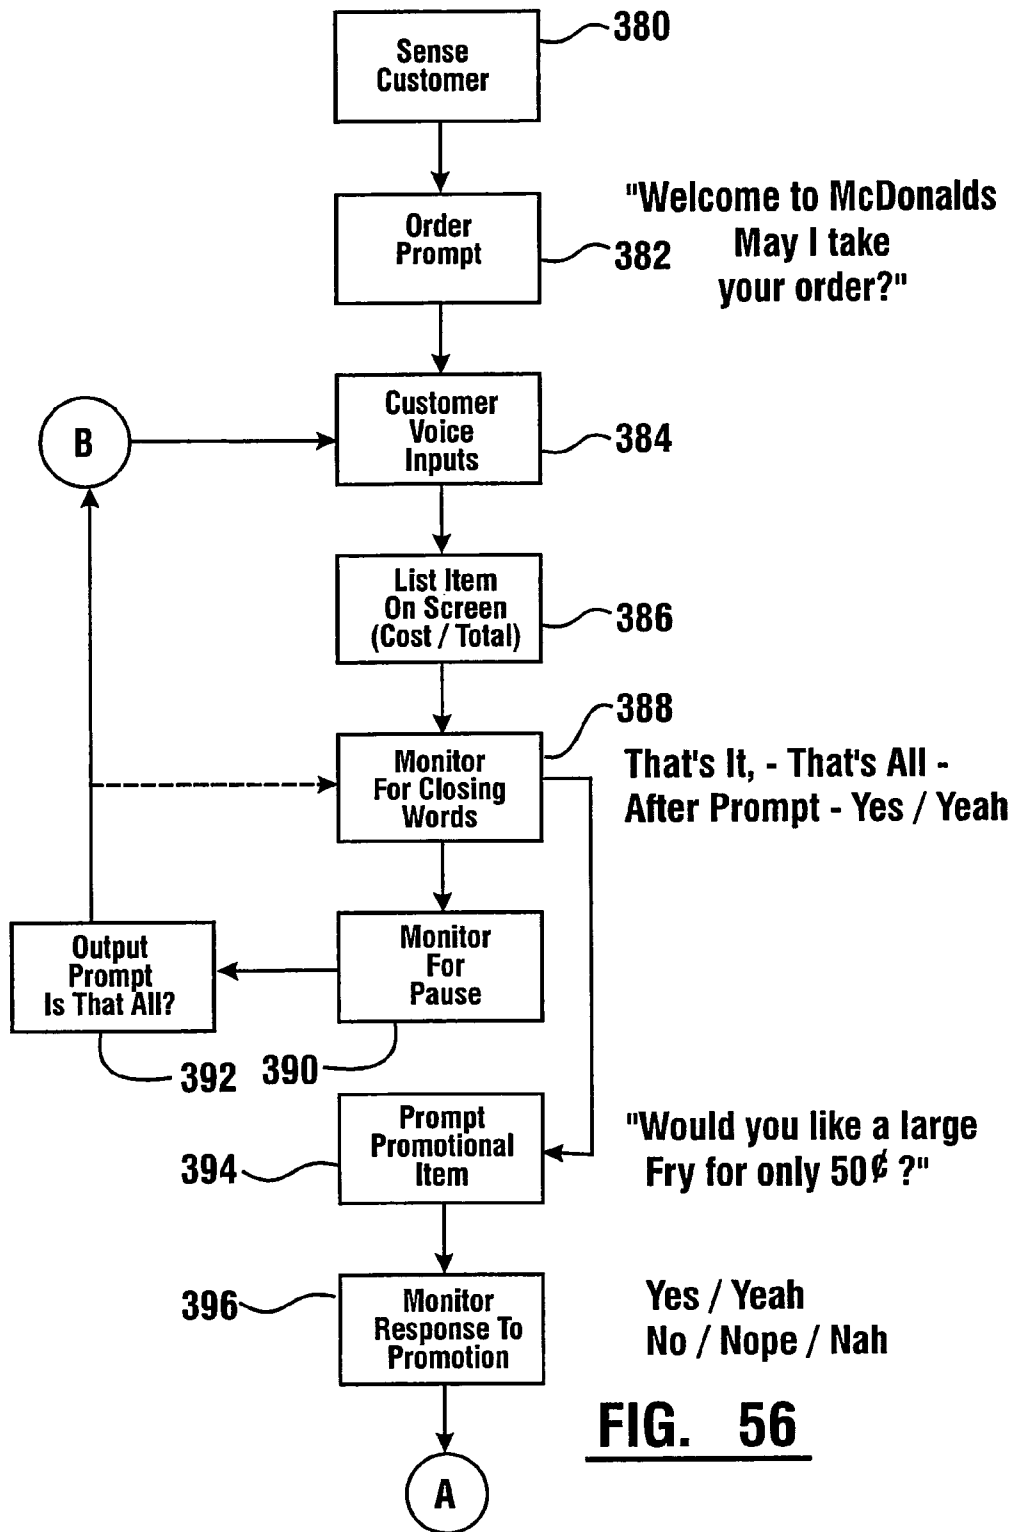 380
Sense
Customer
Order
Prompt
382
"Welcome to McDonalds
May I take
your order?"
B
Customer
Voice
Inputs
384
List Item
On Screen
(Cost / Total)
386
388
Monitor
For Closing
Words
That's It, - That's All -
After Prompt - Yes / Yeah
Output
Prompt
Is That All?
Monitor
For
Pause
392
390
Prompt
Promotional
Item
394
"Would you like a large
Fry for only 50¢ ?"
396
Monitor
Response To
Promotion
Yes / Yeah
No / Nope / Nah
FIG. 56
A